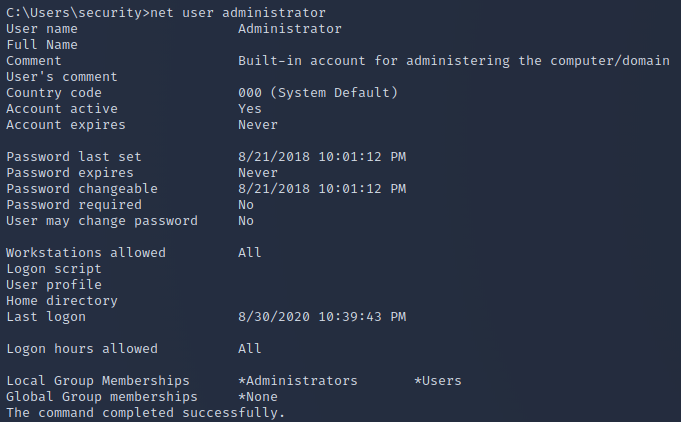 C:\Users\security>net user administrator
User name                    Administrator
Full Name
Comment                      Built-in account for administering the computer/domain
User's comment
Country code                 000 (System Default)
Account active               Yes
Account expires              Never

Password last set            8/21/2018 10:01:12 PM
Password expires             Never
Password changeable          8/21/2018 10:01:12 PM
Password required            No
User may change password     No

Workstations allowed         All
Logon script
User profile
Home directory
Last logon                   8/30/2020 10:39:43 PM

Logon hours allowed          All

Local Group Memberships      *Administrators       *Users
Global Group memberships     *None
The command completed successfully.